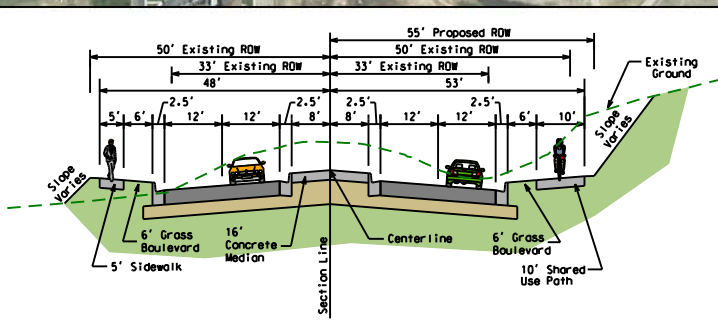 55' Proposed ROW
50' Existing ROW
50' Existing ROW
33' Existing ROW
33' Existing ROW
48'
53'
Existing
Ground
2.5'
2.5'
2.5'
2.5'
5'
6'
12'
12'
8'
8'
12'
12'
6'
10'
Slope
Varies
Slope
Varies
6' Grass
Boulevard
5' Sidewalk
16'
Concrete
Median
Section Line
Centerline
6' Grass
Boulevard
10' Shared
Use Path